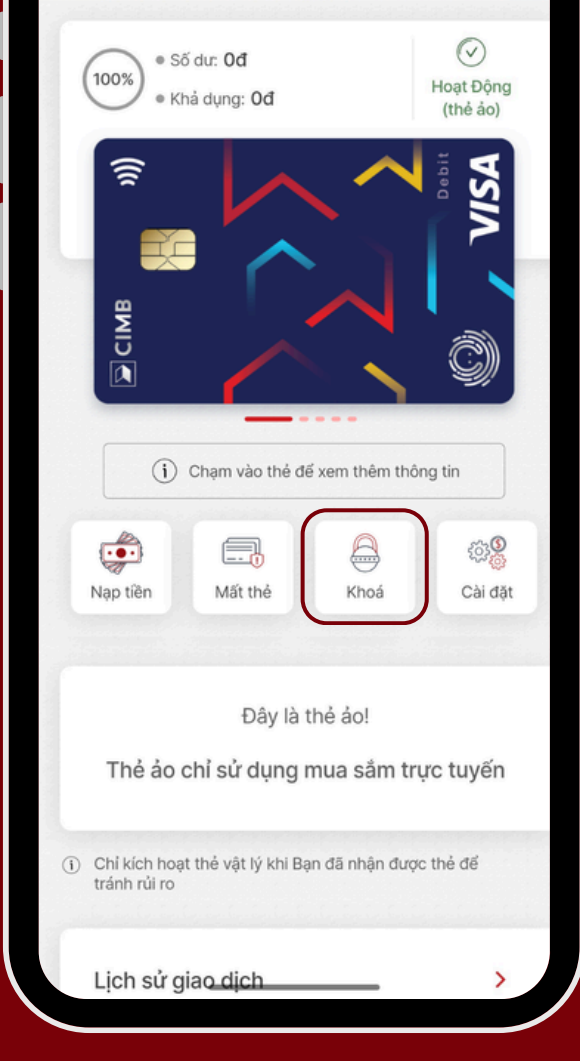 100%
Số dư: 0đ
Khả dụng: 0đ
Hoạt Động
(thẻ ảo)
Debit
VISA
CIMB
Chạm vào thẻ để xem thêm thông tin
Nạp tiền
Mất thẻ
Khoá
Cài đặt
Đây là thẻ ảo!
Thẻ ảo chỉ sử dụng mua sắm trực tuyến
Chỉ kích hoạt thẻ vật lý khi Bạn đã nhận được thẻ để
tránh rủi ro
Lịch sử giao dịch